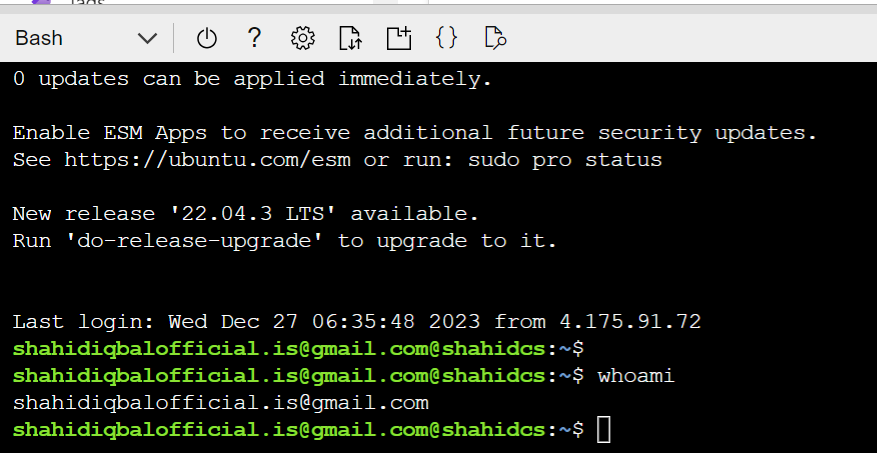 Tags
Bash
0 updates can be applied immediately.
Enable ESM Apps to receive additional future security updates.
See https://ubuntu.com/esm or run: sudo pro status
New release '22.04.3 LTS' available.
Run 'do-release-upgrade' to upgrade to it.
Last login: Wed Dec 27 06:35:48 2023 from 4.175.91.72
shahidiqbalofficial.is@gmail.com@shahidcs:~$
shahidiqbalofficial.is@gmail.com@shahidcs:~$ whoami
shahidiqbalofficial.is@gmail.com
shahidiqbalofficial.is@gmail.com@shahidcs:~$